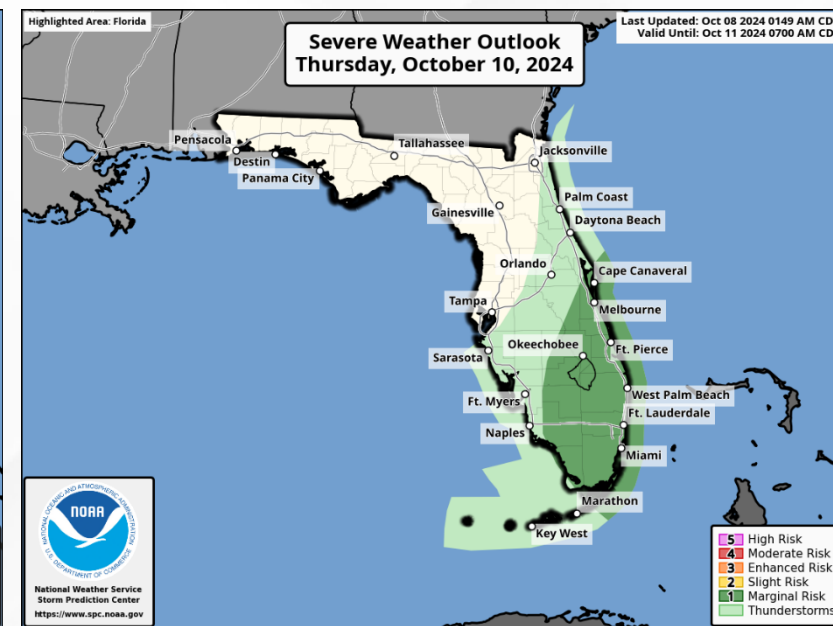 Highlighted Area: Florida
Last Updated: Oct 08 2024 0149 AM CD
Valid Until: Oct 11 2024 0700 AM CD
Severe Weather Outlook
Thursday, October 10, 2024
Pensacola
Destin
Panama City
Tallahassee
Jacksonville
Gainesville
Palm Coast
Daytona Beach
Orlando
Cape Canaveral
Tampa
Melbourne
Okeechobee
Ft. Pierce
Sarasota
Ft. Myers
West Palm Beach
Ft. Lauderdale
Naples
Miami
Marathon
Key West
NATIONAL OCEANIC AND ATMOSPHERIC ADMINISTRATION
NOAA
U.S. DEPARTMENT OF COMMERCE
National Weather Service
Storm Prediction Center
https://www.spc.noaa.gov
5 High Risk
4 Moderate Risk
3 Enhanced Risk
2 Slight Risk
1 Marginal Risk
Thunderstorms